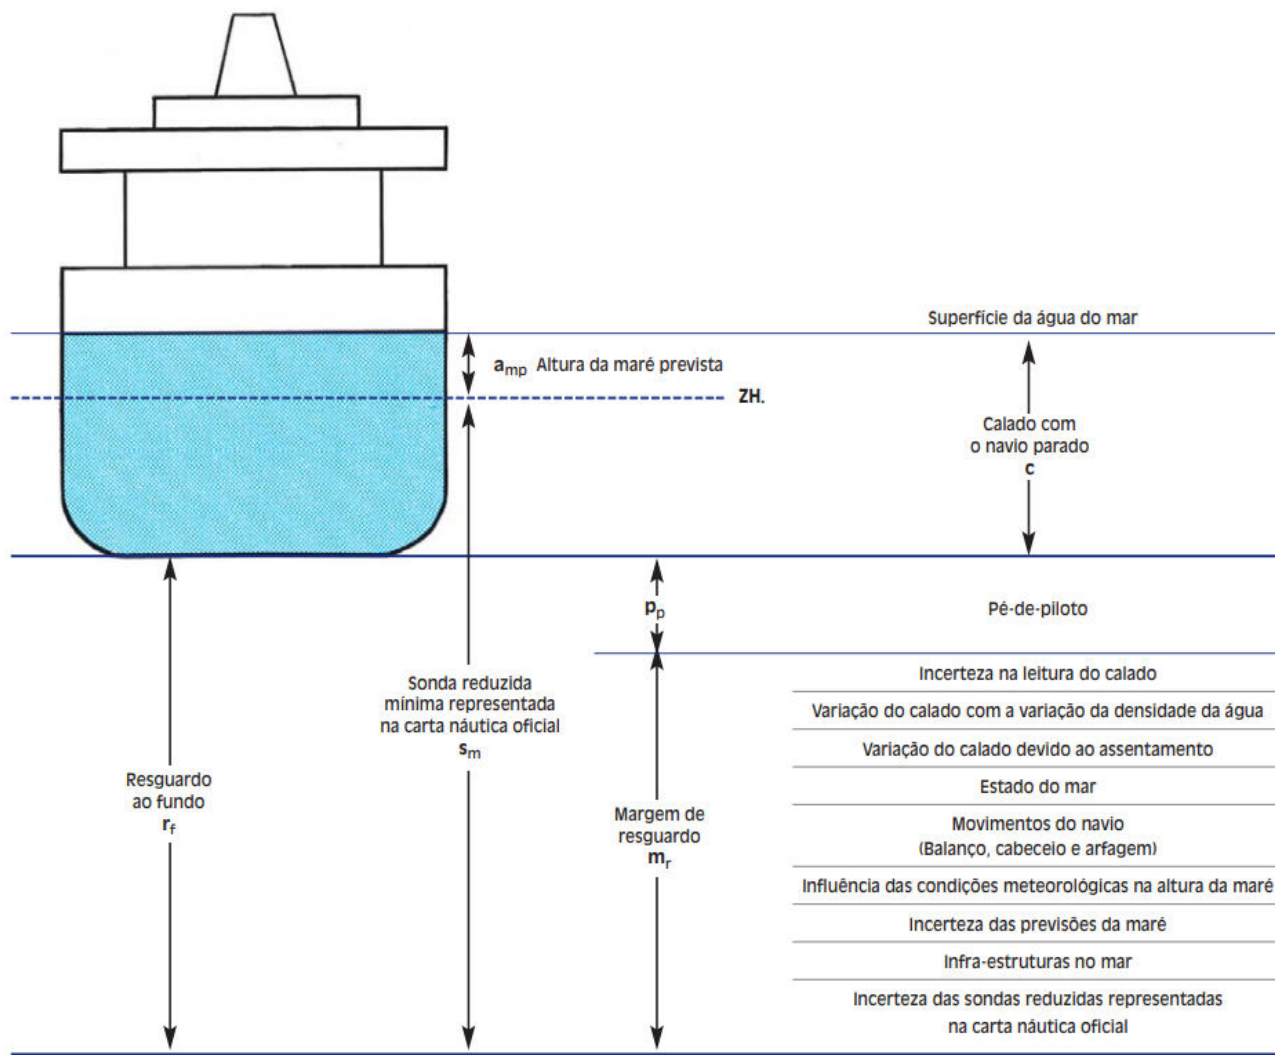 Superfície da água do mar
amp Altura da maré prevista
ZH.
Calado com
o navio parado
c
pp
Pé-de-piloto
Incerteza na leitura do calado
Variação do calado com a variação da densidade da água
Variação do calado devido ao assentamento
Estado do mar
Movimentos do navio
(Balanço, cabeceio e arfagem)
Influência das condições meteorológicas na altura da maré
Incerteza das previsões da maré
Infra-estruturas no mar
Incerteza das sondas reduzidas representadas
na carta náutica oficial
Sonda reduzida
mínima representada
na carta náutica oficial
sm
Resguardo
ao fundo
rf
Margem de
resguardo
mr